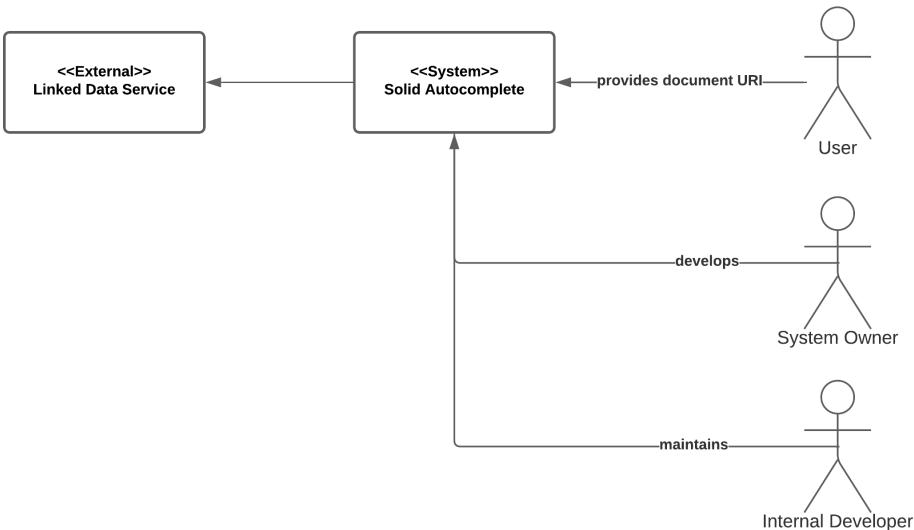 <<External>>
Linked Data Service
<<System>>
Solid Autocomplete
provides document URI
User
develops
System Owner
maintains
Internal Developer